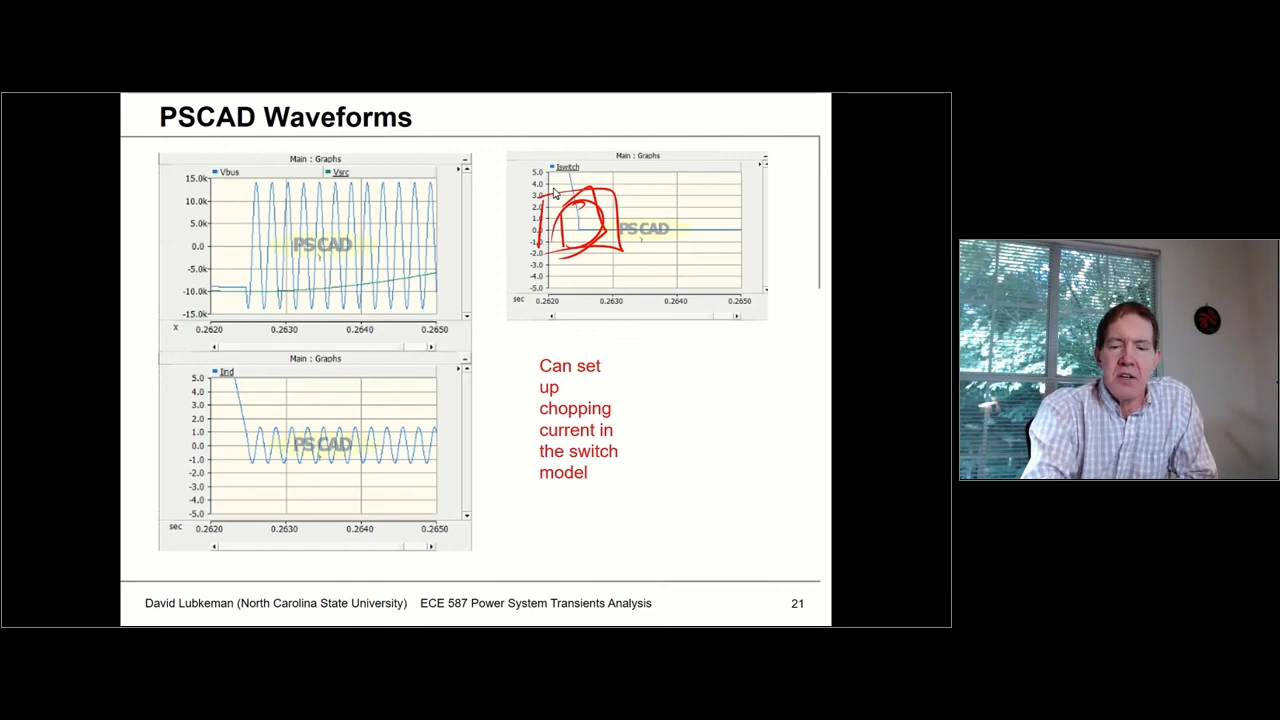 PSCAD Waveforms
Main : Graphs
Vbus Vsrc
15.0k
10.0k
5.0k
0.0
-5.0k
-10.0k
-15.0k
PSCAD
x 0.2620 0.2630 0.2640 0.2650
Main : Graphs
Iind
5.0
4.0
3.0
2.0
1.0
0.0
-1.0
-2.0
-3.0
-4.0
-5.0
PSCAD
sec 0.2620 0.2630 0.2640 0.2650
Main : Graphs
Iswitch
5.0
4.0
3.0
2.0
1.0
0.0
-1.0
-2.0
-3.0
-4.0
-5.0
PSCAD
sec 0.2620 0.2630 0.2640 0.2650
Can set
up
chopping
current in
the switch
model
David Lubkeman (North Carolina State University) ECE 587 Power System Transients Analysis 21